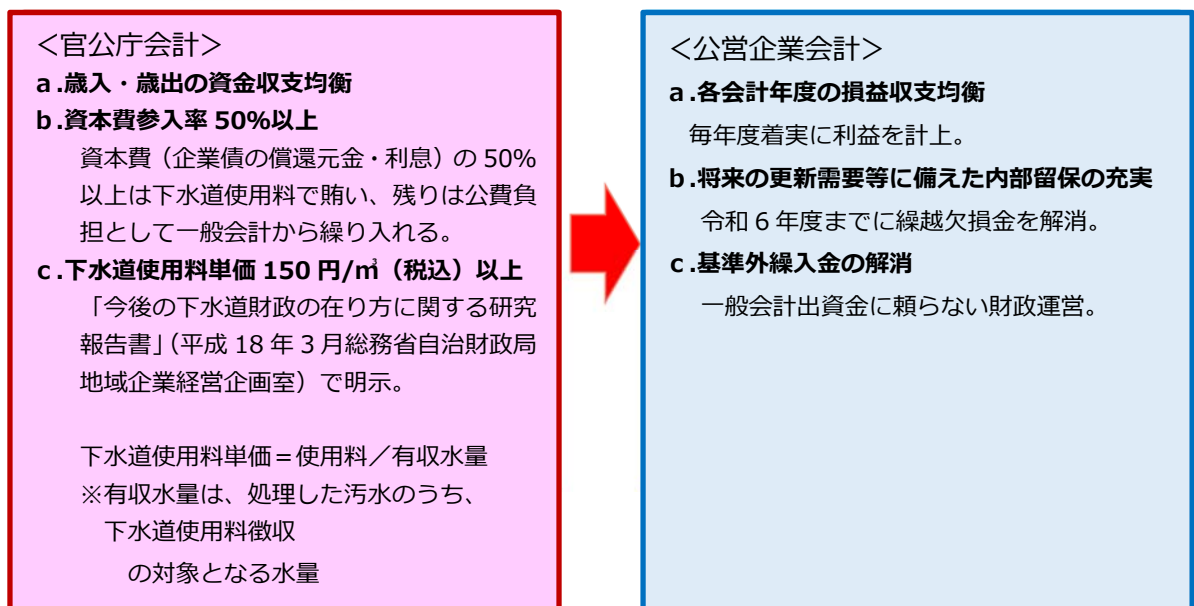 ＜官公庁会計＞
ａ.歳入・歳出の資金収支均衡
ｂ.資本費参入率 50%以上
資本費（企業債の償還元金・利息）の 50%
以上は下水道使用料で賄い、残りは公費負
担として一般会計から繰り入れる。
ｃ.下水道使用料単価 150 円/㎥（税込）以上
「今後の下水道財政の在り方に関する研究
報告書」（平成 18 年 3 月総務省自治財政局
地域企業経営企画室）で明示。
下水道使用料単価＝使用料／有収水量
※有収水量は、処理した汚水のうち、
下水道使用料徴収
の対象となる水量
＜公営企業会計＞
ａ.各会計年度の損益収支均衡
毎年度着実に利益を計上。
ｂ.将来の更新需要等に備えた内部留保の充実
令和 6 年度までに繰越欠損金を解消。
ｃ.基準外繰入金の解消
一般会計出資金に頼らない財政運営。